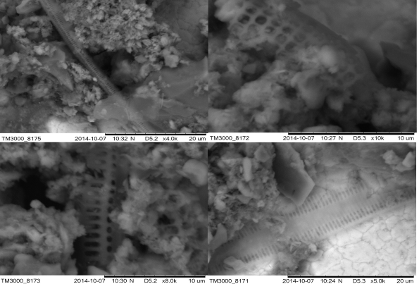 TM3000_8175 2014-10-07 10:32 N D5.2 x4.0k 20 um
TM3000_8172 2014-10-07 10:27 N D5.3 x10k 10 um
TM3000_8173 2014-10-07 10:30 N D5.2 x8.0k 10 um
TM3000_8171 2014-10-07 10:24 N D5.3 x5.0k 20 um